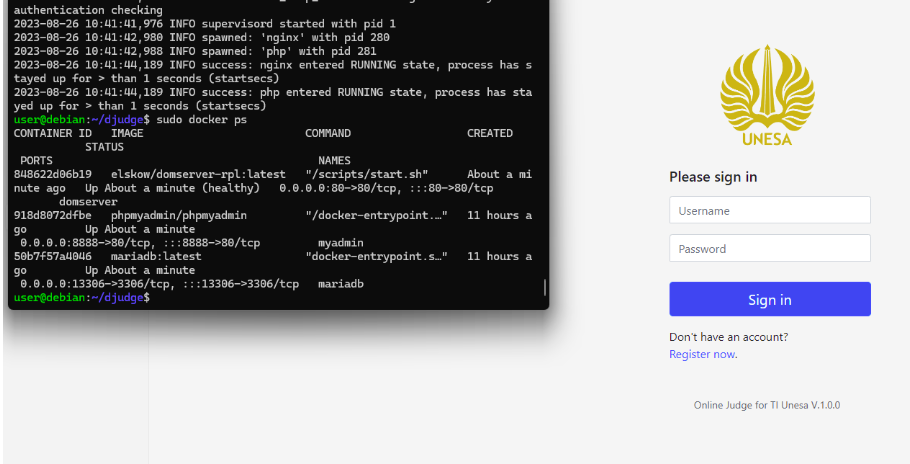 authentication checking
2023-08-26 10:41:41,976 INFO supervisord started with pid 1
2023-08-26 10:41:42,980 INFO spawned: 'nginx' with pid 280
2023-08-26 10:41:42,988 INFO spawned: 'php' with pid 281
2023-08-26 10:41:44,189 INFO success: nginx entered RUNNING state, process has s
tayed up for > than 1 seconds (startsecs)
2023-08-26 10:41:44,189 INFO success: php entered RUNNING state, process has sta
yed up for > than 1 seconds (startsecs)
user@debian:~/djudge$ sudo docker ps
CONTAINER ID   IMAGE                       COMMAND                 CREATED
          STATUS
 PORTS                                       NAMES
848622d06b19   elskow/domserver-rpl:latest   "/scripts/start.sh"      About a mi
nute ago   Up About a minute (healthy)   0.0.0.0:80->80/tcp, :::80->80/tcp
      domserver
918d8072dfbe   phpmyadmin/phpmyadmin         "/docker-entrypoint.…"   11 hours a
go         Up About a minute
 0.0.0.0:8888->80/tcp, :::8888->80/tcp        myadmin
50b7f57a4046   mariadb:latest                "docker-entrypoint.s…"   11 hours a
go         Up About a minute
 0.0.0.0:13306->3306/tcp, :::13306->3306/tcp   mariadb
user@debian:~/djudge$
UNESA
Please sign in
Username
Password
Sign in
Don't have an account?
Register now.
Online Judge for TI Unesa V.1.0.0